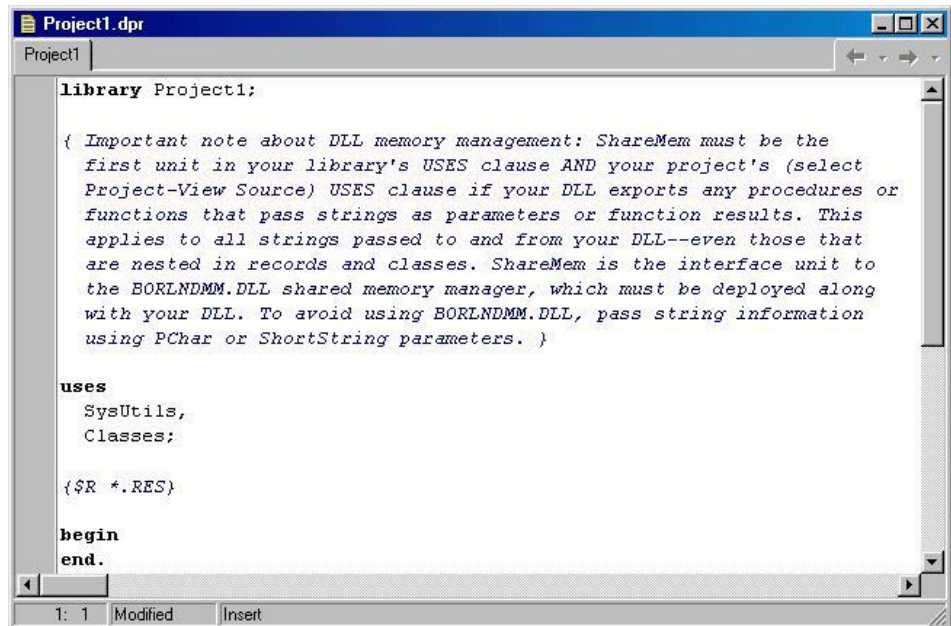 Project1.dpr
Project1
library Project1;
{ Important note about DLL memory management: ShareMem must be the
first unit in your library's USES clause AND your project's (select
Project-View Source) USES clause if your DLL exports any procedures or
functions that pass strings as parameters or function results. This
applies to all strings passed to and from your DLL--even those that
are nested in records and classes. ShareMem is the interface unit to
the BORLNDMM.DLL shared memory manager, which must be deployed along
with your DLL. To avoid using BORLNDMM.DLL, pass string information
using PChar or ShortString parameters. }
uses
SysUtils,
Classes;
{$R *.RES}
begin
end.
1: 1 Modified Insert